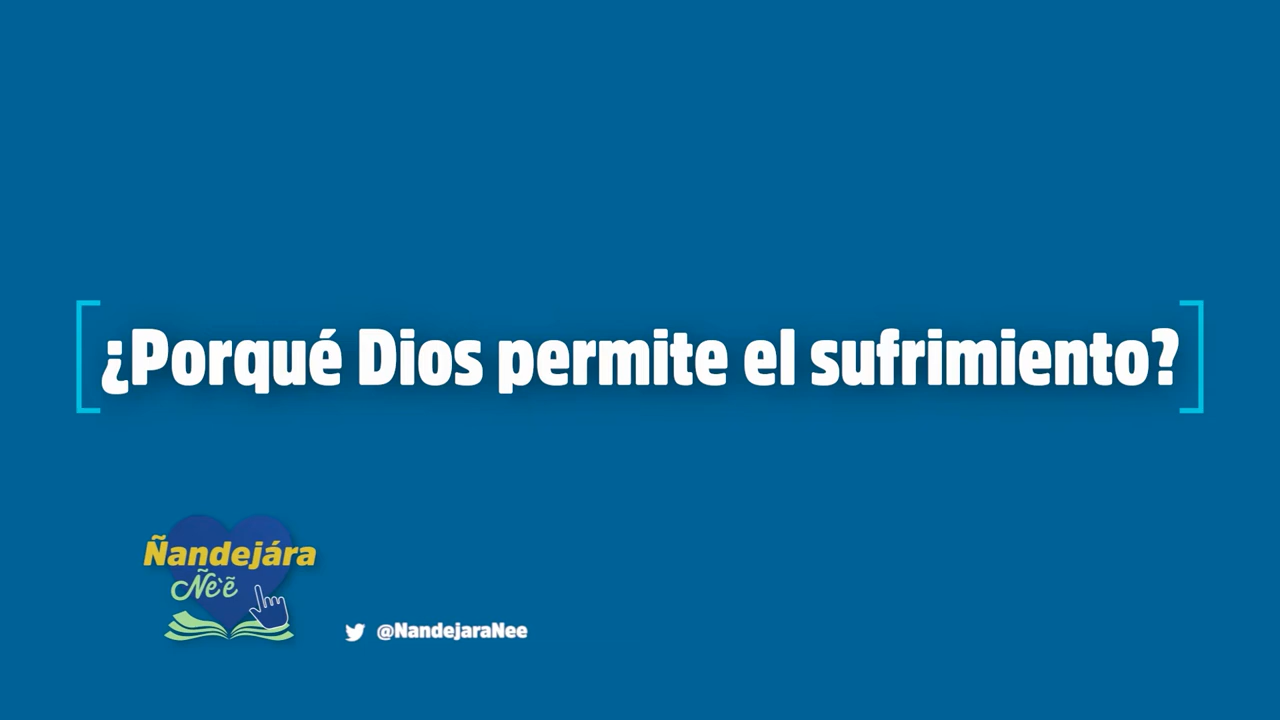 ¿Porqué Dios permite el sufrimiento?
Ñandejára
Ñe'ẽ
@NandejaraNee